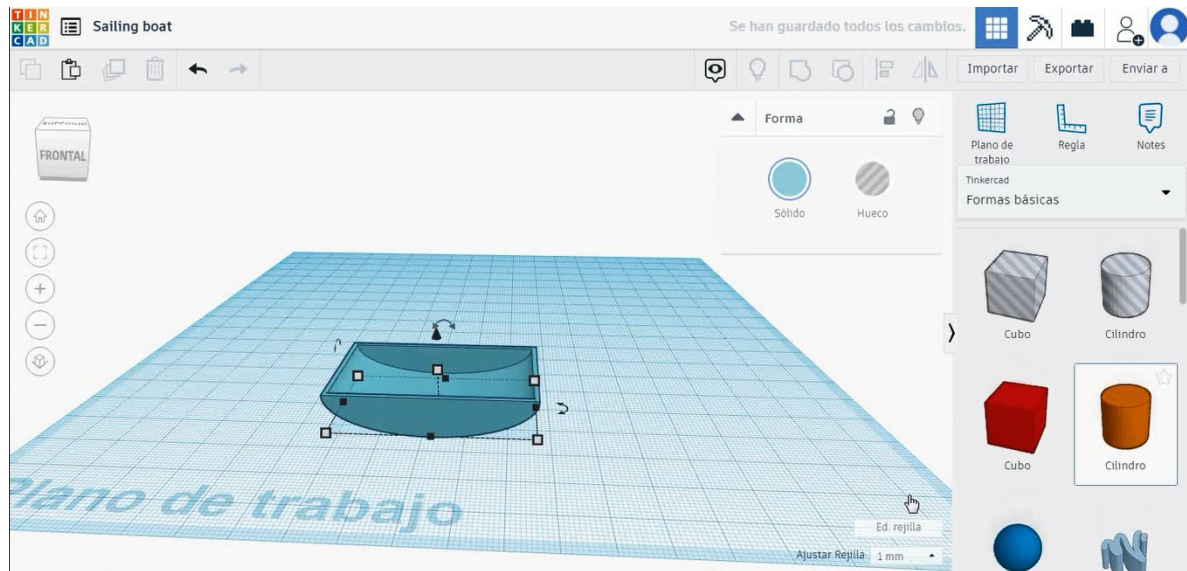 TIN
KER
CAD
Sailing boat
Se han guardado todos los cambios.
Importar
Exportar
Enviar a
SUPERIOR
FRONTAL
Forma
Sólido
Hueco
Plano de
trabajo
Regla
Notes
Tinkercad
Formas básicas
Cubo
Cilindro
Cubo
Cilindro
Plano de trabajo
Ed. rejilla
Ajustar Rejilla
1 mm